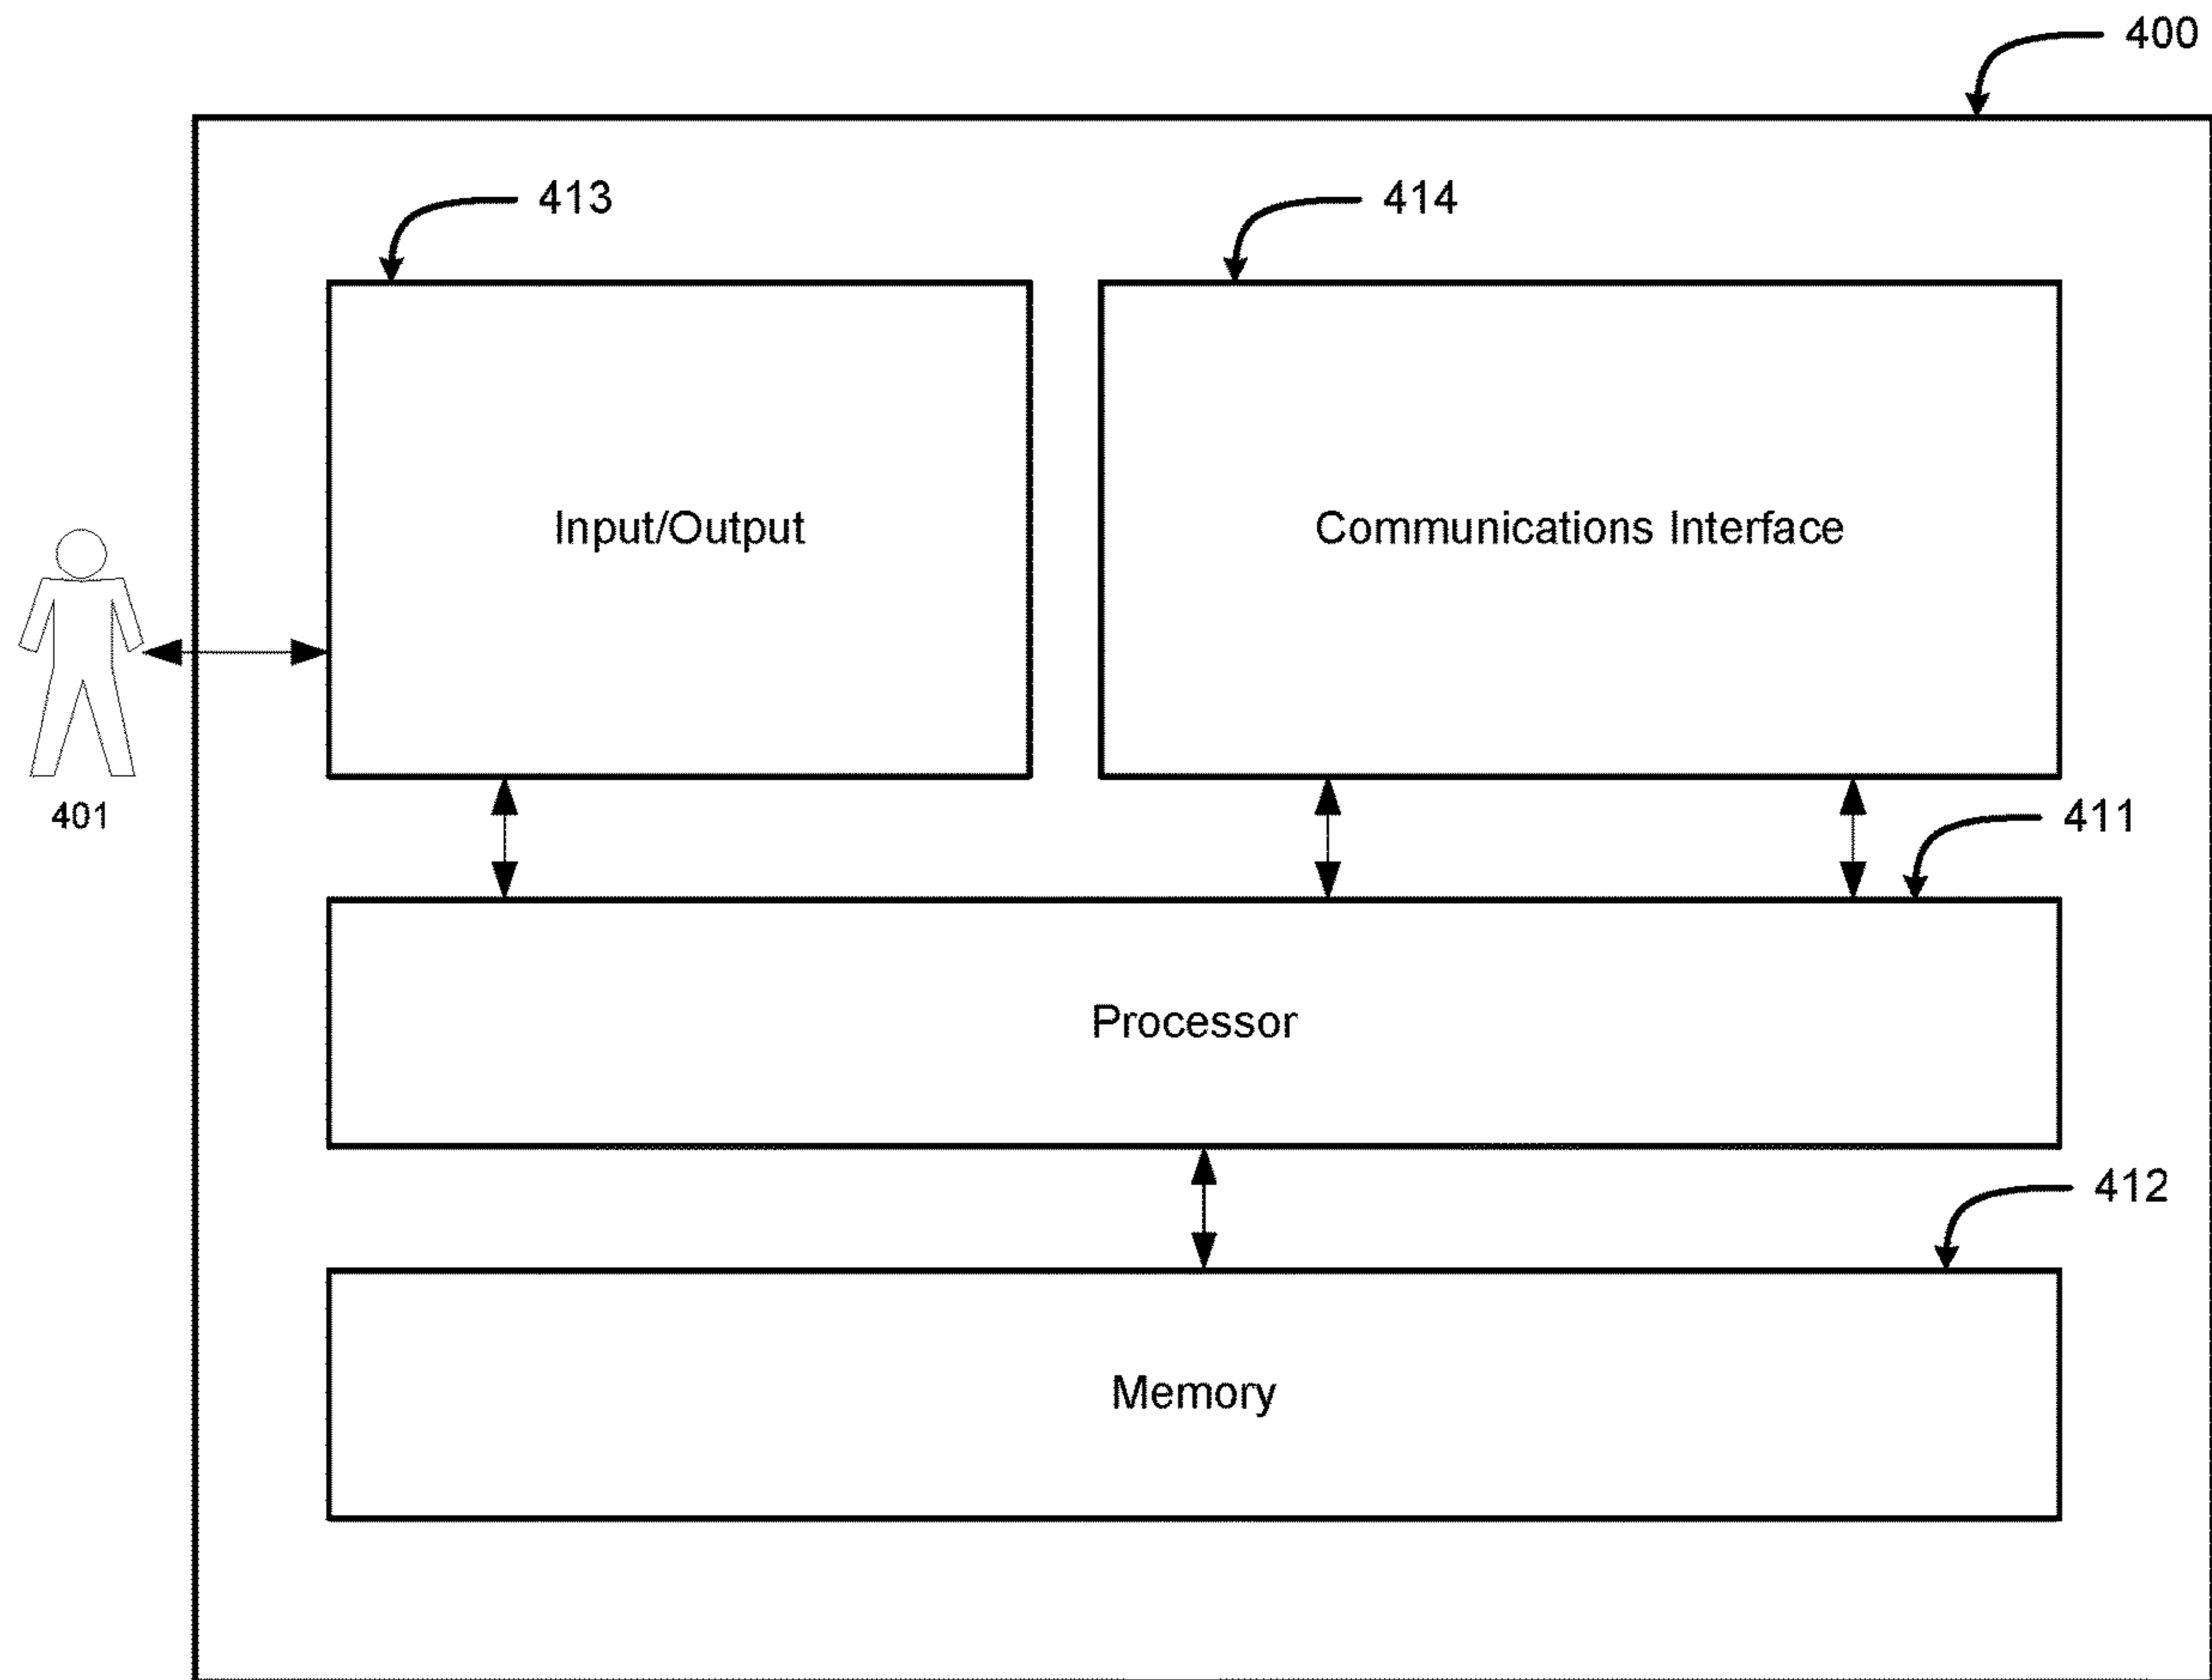 400
413
414
Input/Output
Communications Interface
401
411
Processor
412
Memory